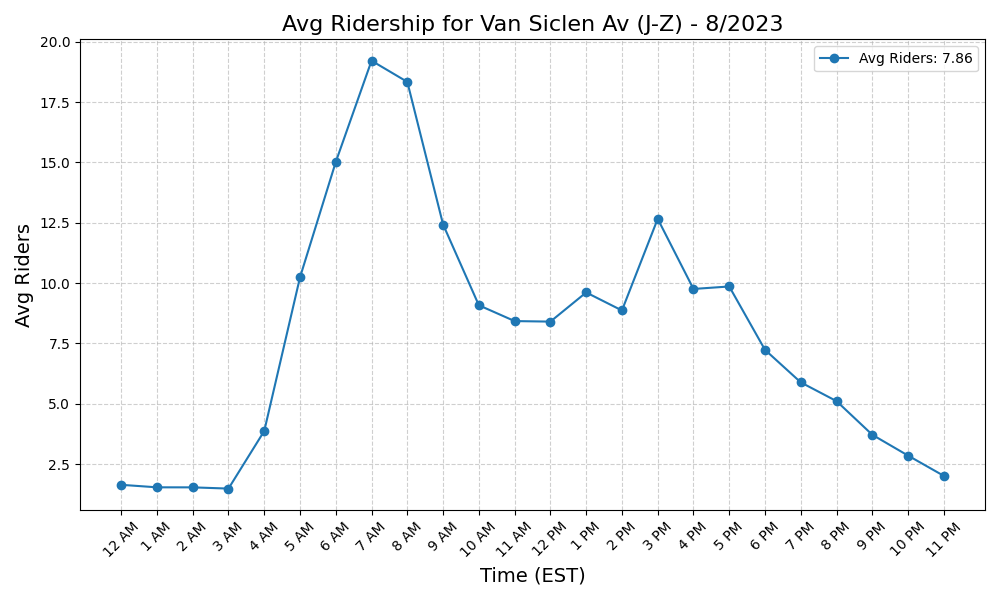 Avg Ridership for Van Siclen Av (J-Z) - 8/2023
Avg Riders: 7.86
Avg Riders
20.0
17.5
15.0
12.5
10.0
7.5
5.0
2.5
12 AM
1 AM
2 AM
3 AM
4 AM
5 AM
6 AM
7 AM
8 AM
9 AM
10 AM
11 AM
12 PM
1 PM
2 PM
3 PM
4 PM
5 PM
6 PM
7 PM
8 PM
9 PM
10 PM
11 PM
Time (EST)